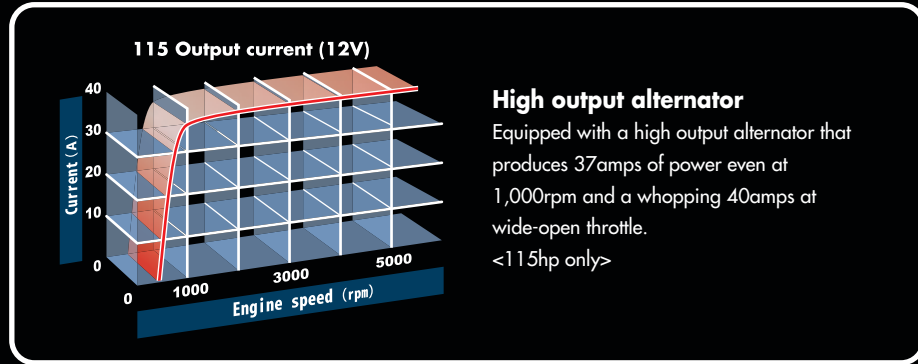 115 Output current (12V)
40
30
20
10
0
Current (A)
0
1000
3000
5000
Engine speed (rpm)
High output alternator
Equipped with a high output alternator that
produces 37amps of power even at
1,000rpm and a whopping 40amps at
wide-open throttle.
<115hp only>